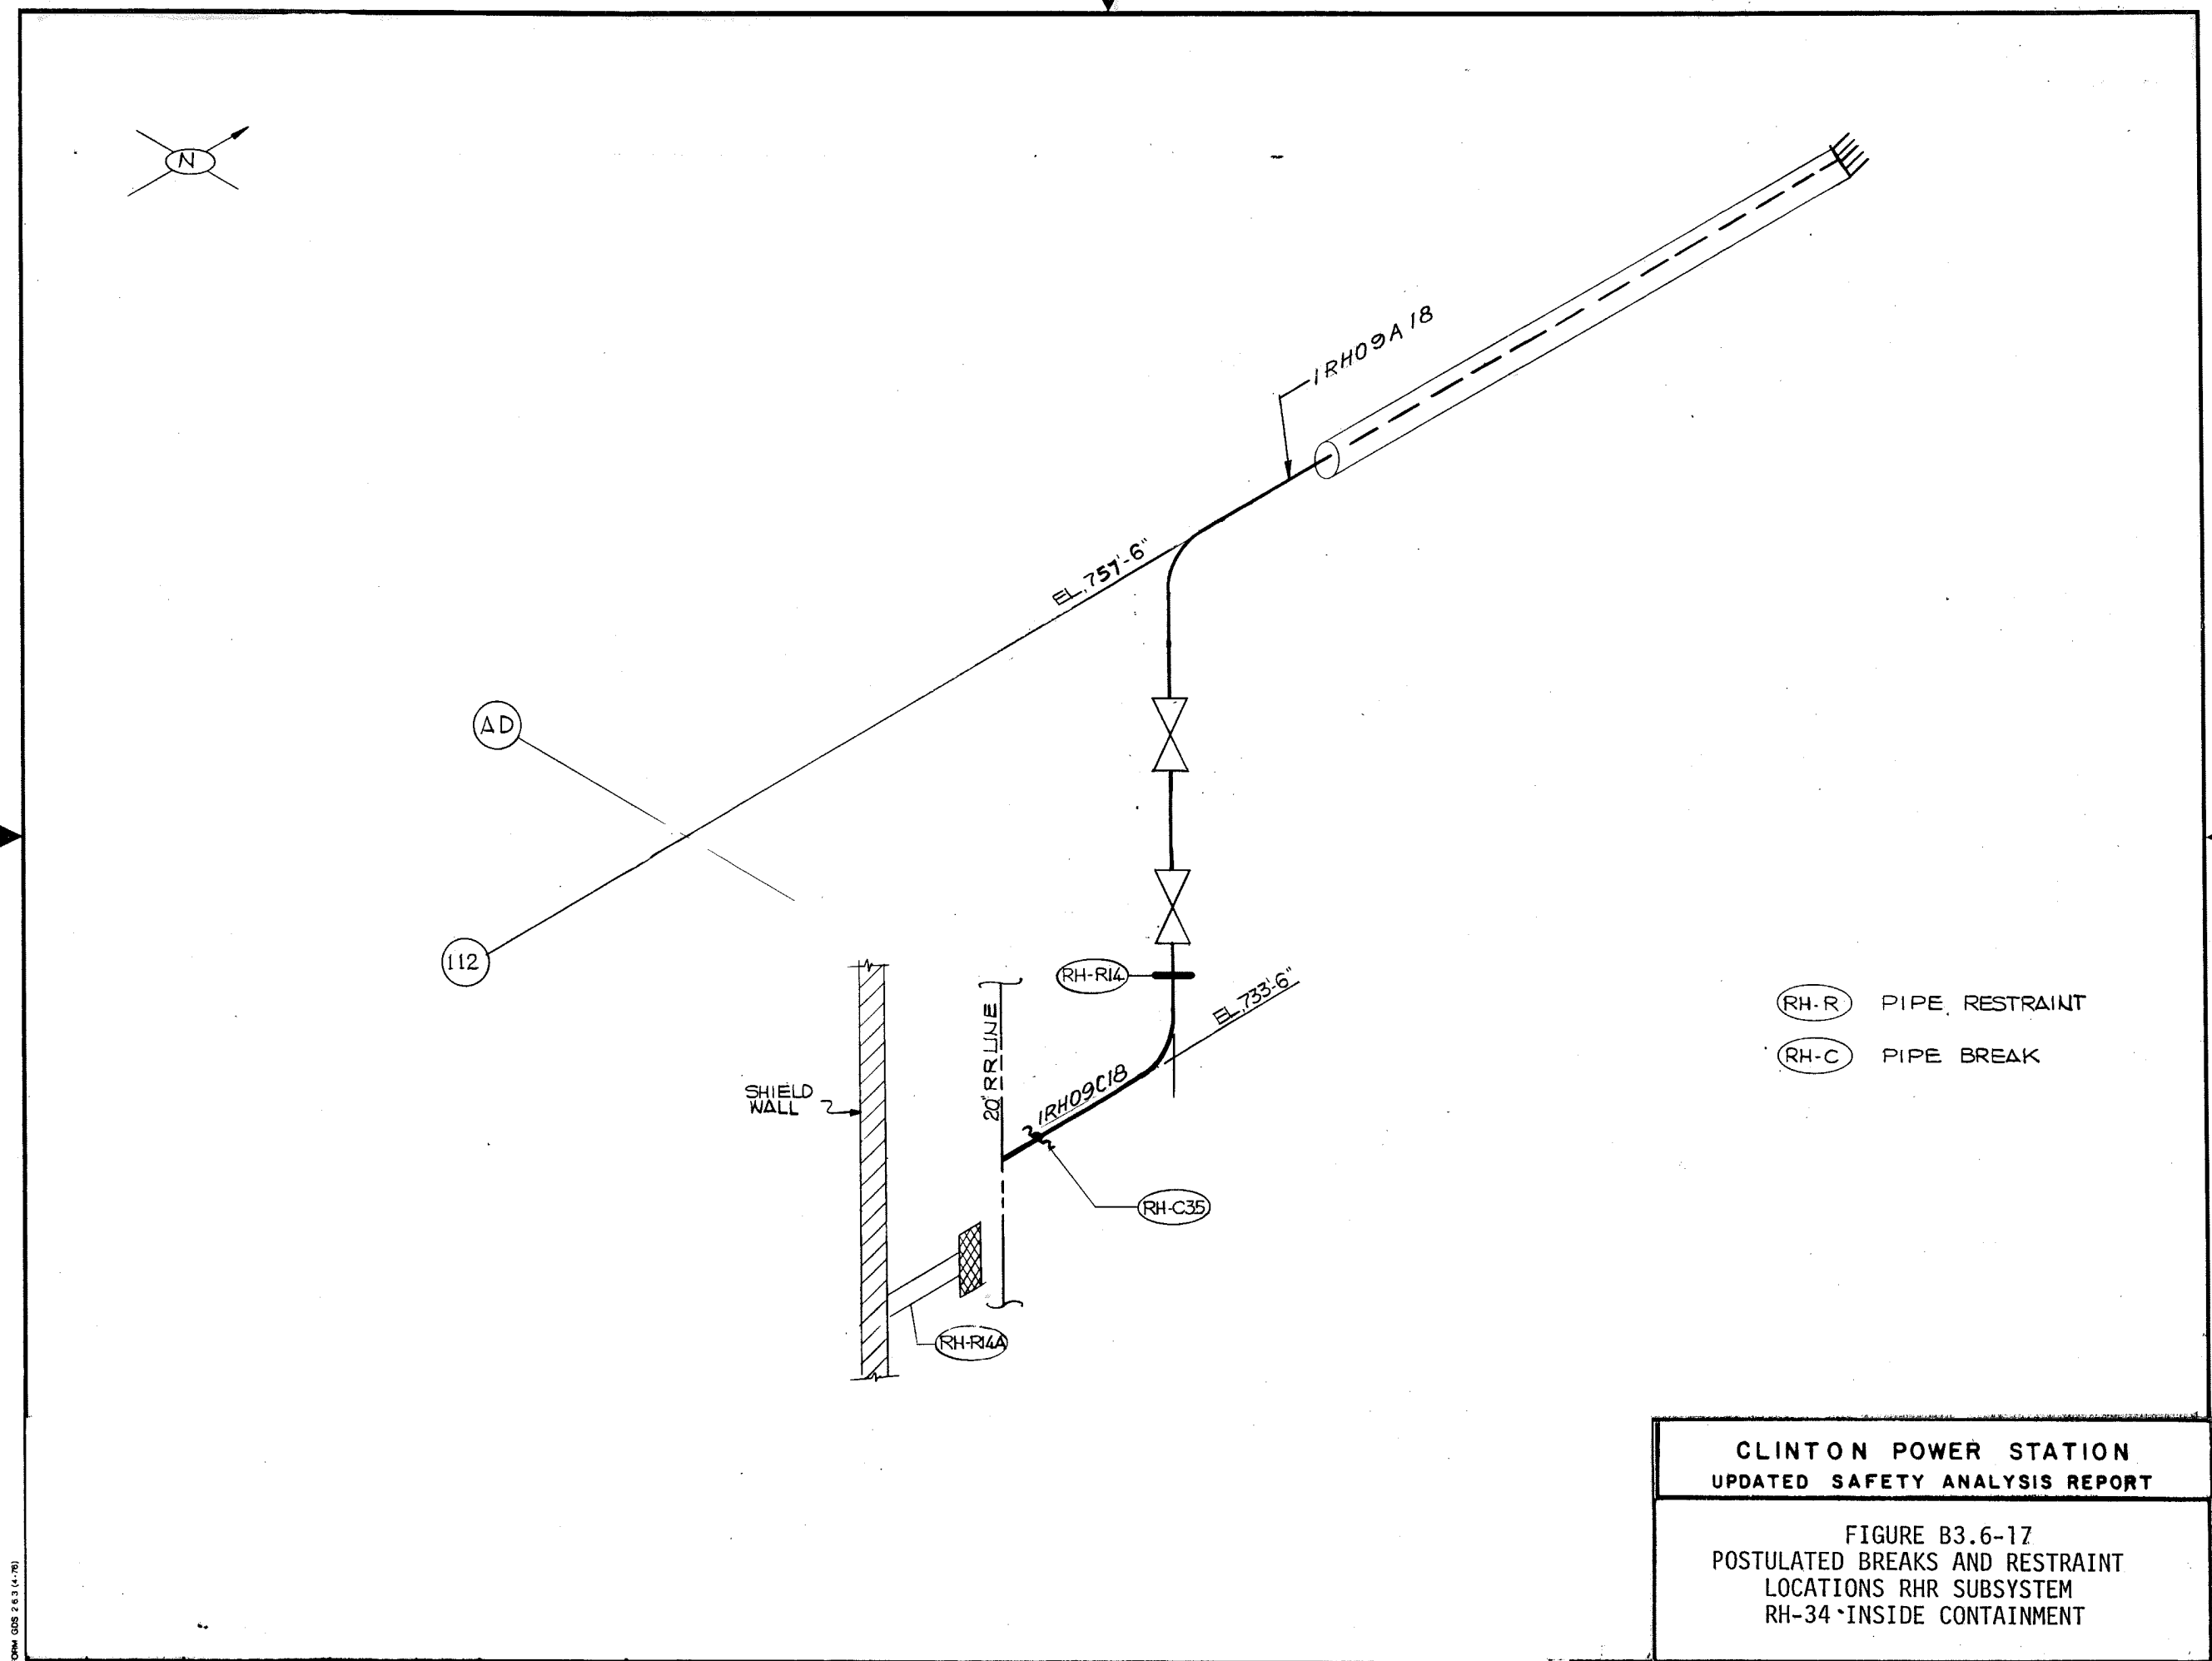 N
1RH09A 18
EL, 757'-6"
AD
112
RH-R14
EL, 733'-6"
20" RR LINE
1RH09C18
SHIELD
WALL
RH-C35
RH-R14A
RH-R PIPE. RESTRAINT
RH-C PIPE BREAK
CLINTON POWER STATION
UPDATED SAFETY ANALYSIS REPORT
FIGURE B3.6-17
POSTULATED BREAKS AND RESTRAINT
LOCATIONS RHR SUBSYSTEM
RH-34 INSIDE CONTAINMENT